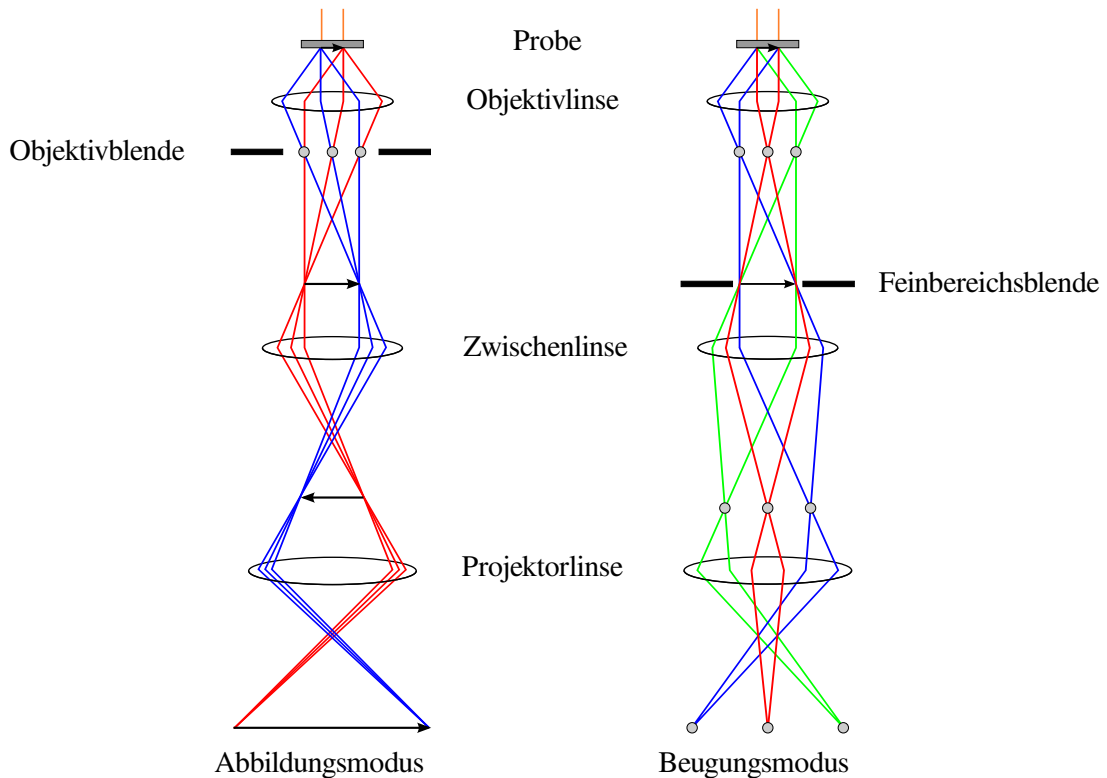 Probe
Objektivlinse
Objektivblende
Feinbereichsblende
Zwischenlinse
Projektorlinse
Abbildungsmodus
Beugungsmodus